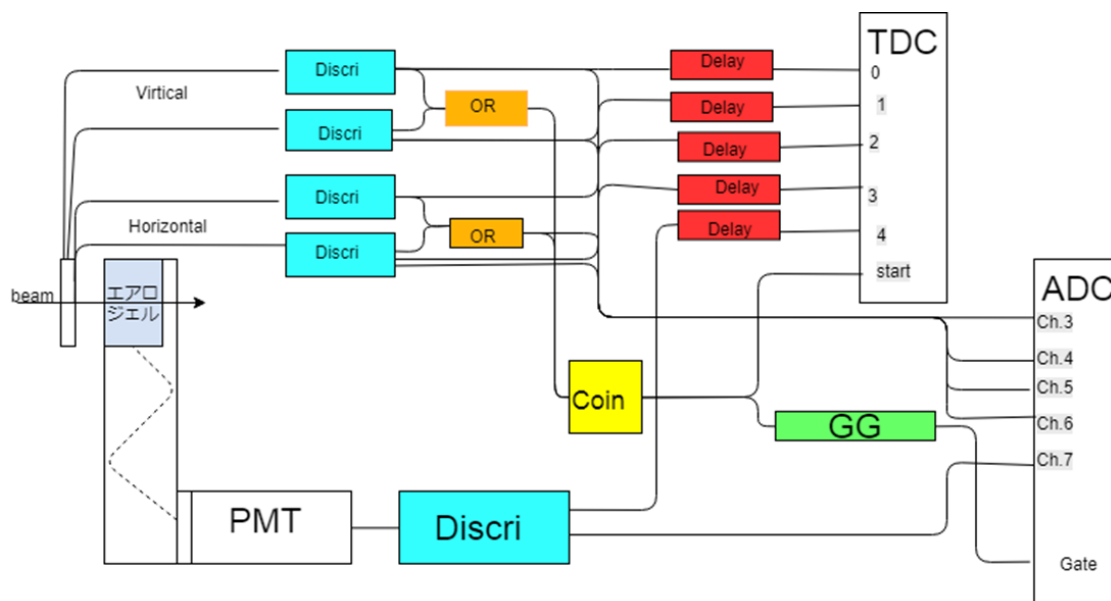 TDC
Discri
Delay
0
Virtical
OR
Delay
1
Discri
Delay
2
Discri
Delay
3
Horizontal
OR
Delay
4
Discri
start
beam
エアロ
ジェル
ADC
Ch.3
Ch.4
Coin
Ch.5
GG
Ch.6
Ch.7
PMT
Discri
Gate